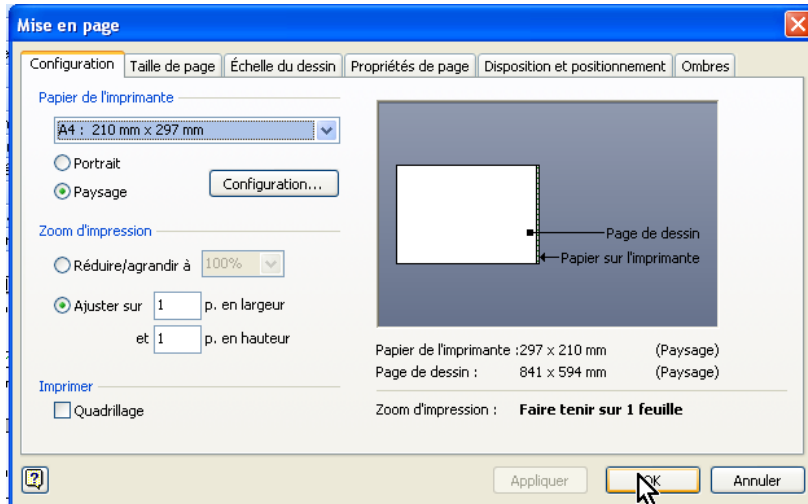 Mise en page
Configuration Taille de page Échelle du dessin Propriétés de page Disposition et positionnement Ombres
Papier de l'imprimante
A4 : 210 mm x 297 mm
Portrait
Paysage
Configuration...
Zoom d'impression
Réduire/agrandir à 100%
Ajuster sur 1 p. en largeur
et 1 p. en hauteur
Imprimer
Quadrillage
Page de dessin
Papier sur l'imprimante
Papier de l'imprimante : 297 x 210 mm (Paysage)
Page de dessin : 841 x 594 mm (Paysage)
Zoom d'impression : Faire tenir sur 1 feuille
Appliquer OK Annuler